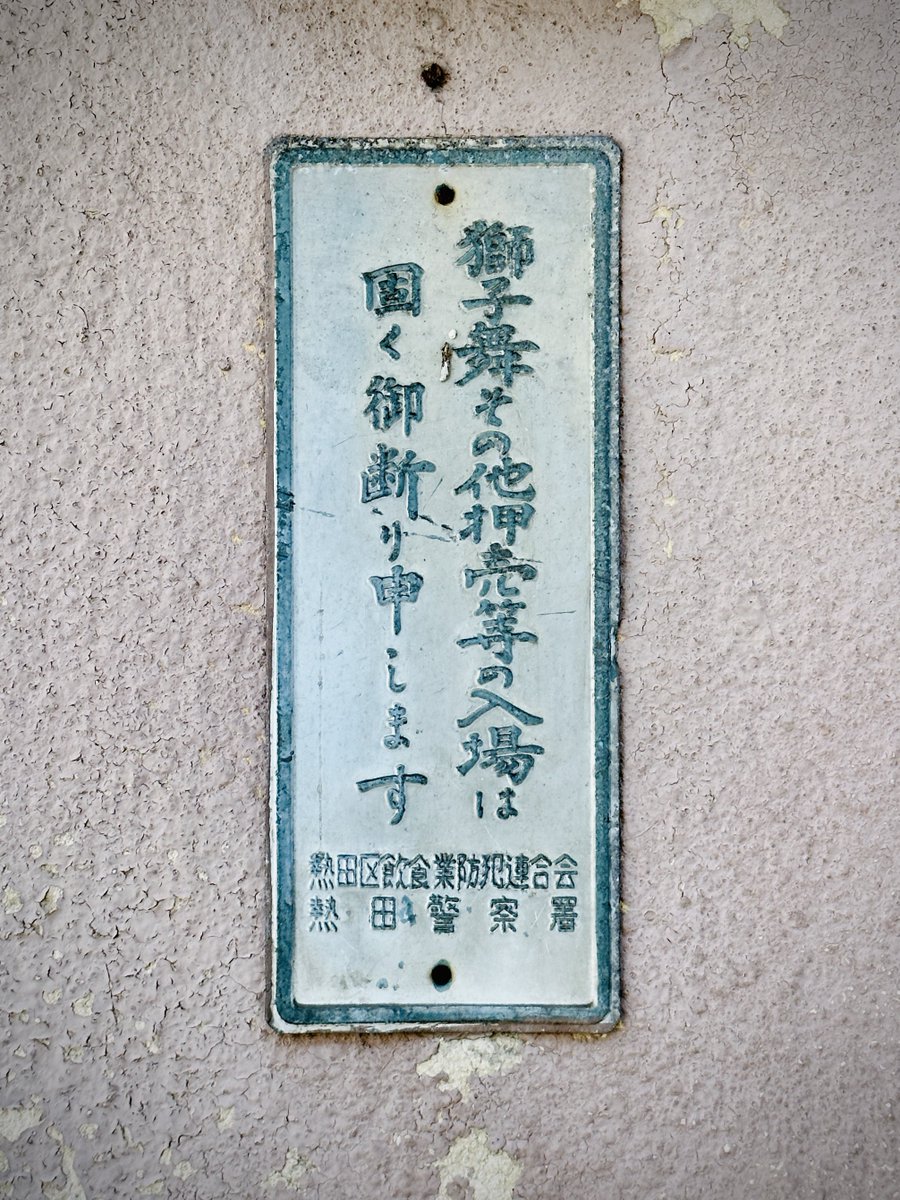 獅子舞その他押売等の入場は
固く御断り申します
熱田区飲食業防犯連合会
熱田警察署